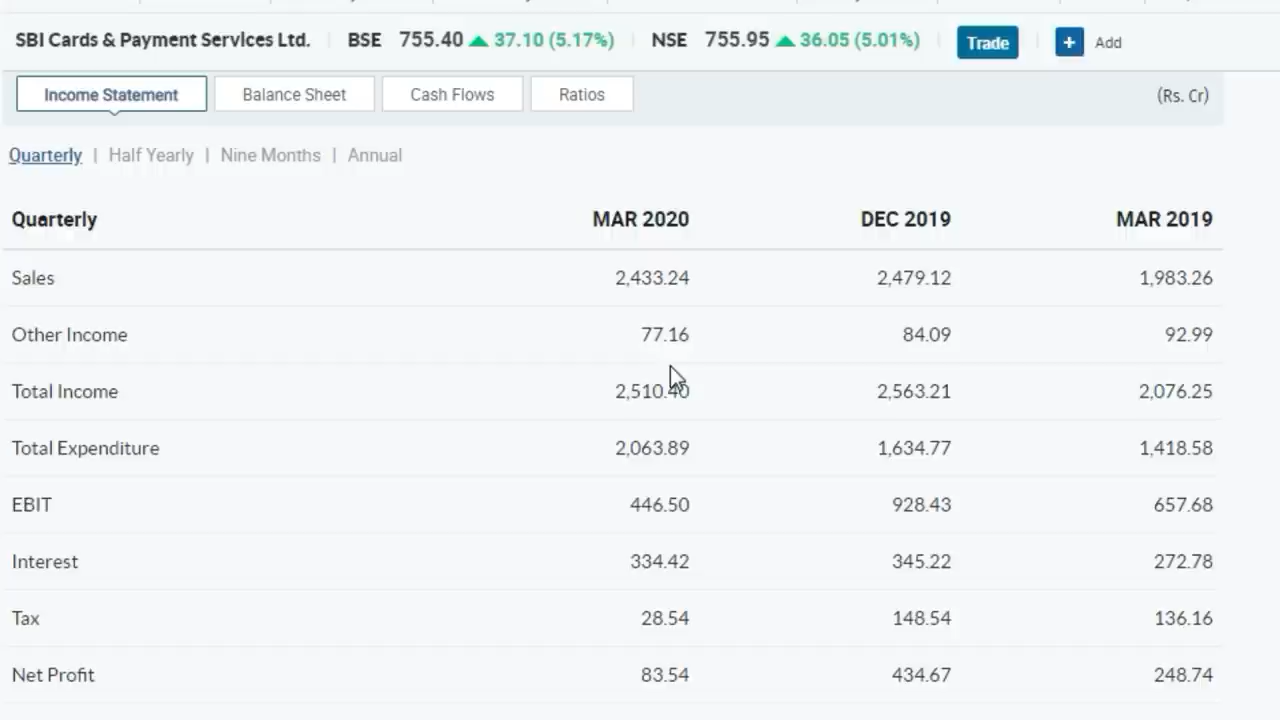 SBI Cards & Payment Services Ltd. BSE 755.40 37.10 (5.17%) NSE 755.95 36.05 (5.01%) Trade + Add
Income Statement Balance Sheet Cash Flows Ratios (Rs. Cr)
Quarterly | Half Yearly | Nine Months | Annual
Quarterly MAR 2020 DEC 2019 MAR 2019
Sales 2,433.24 2,479.12 1,983.26
Other Income 77.16 84.09 92.99
Total Income 2,510.40 2,563.21 2,076.25
Total Expenditure 2,063.89 1,634.77 1,418.58
EBIT 446.50 928.43 657.68
Interest 334.42 345.22 272.78
Tax 28.54 148.54 136.16
Net Profit 83.54 434.67 248.74